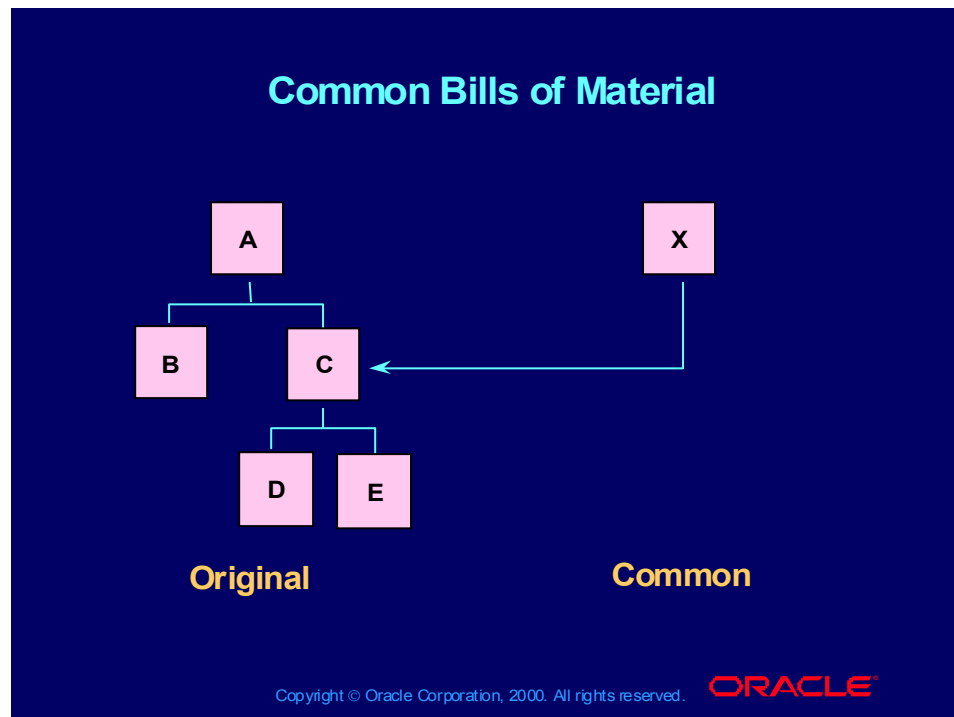 Common Bills of Material
A
X
B
C
D
E
Original
Common
Copyright © Oracle Corporation, 2000. All rights reserved.
ORACLE®